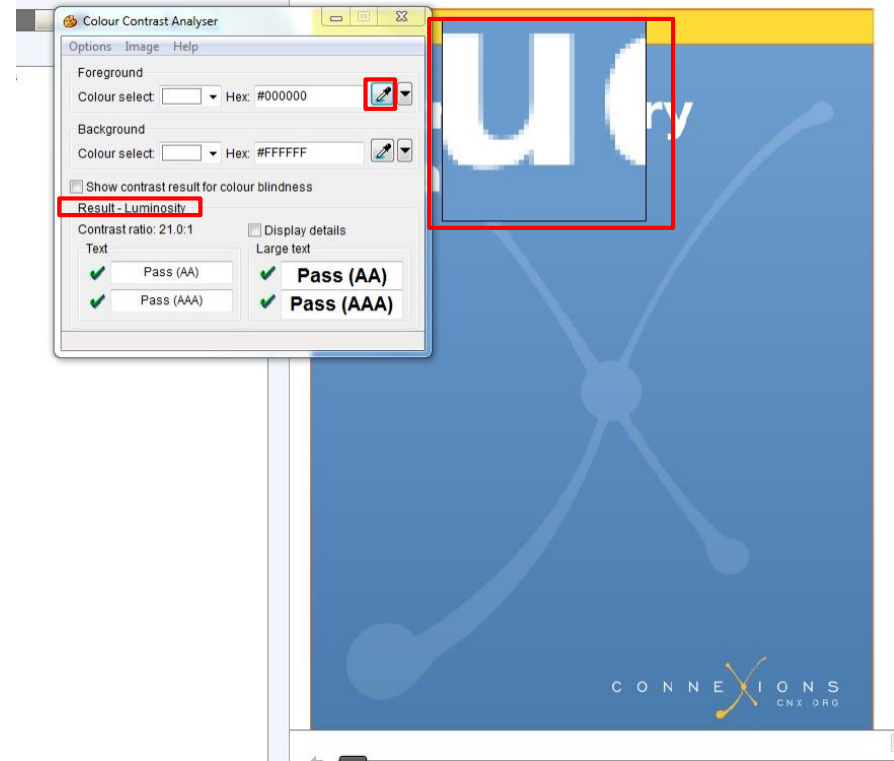 Colour Contrast Analyser
Options Image Help
Foreground
Colour select: Hex: #000000
Background
Colour select: Hex: #FFFFFF
Show contrast result for colour blindness
Result - Luminosity
Contrast ratio: 21.0:1 Display details
Text Large text
Pass (AA) Pass (AA)
Pass (AAA) Pass (AAA)
ry
CONNEXIONS
CNX.ORG